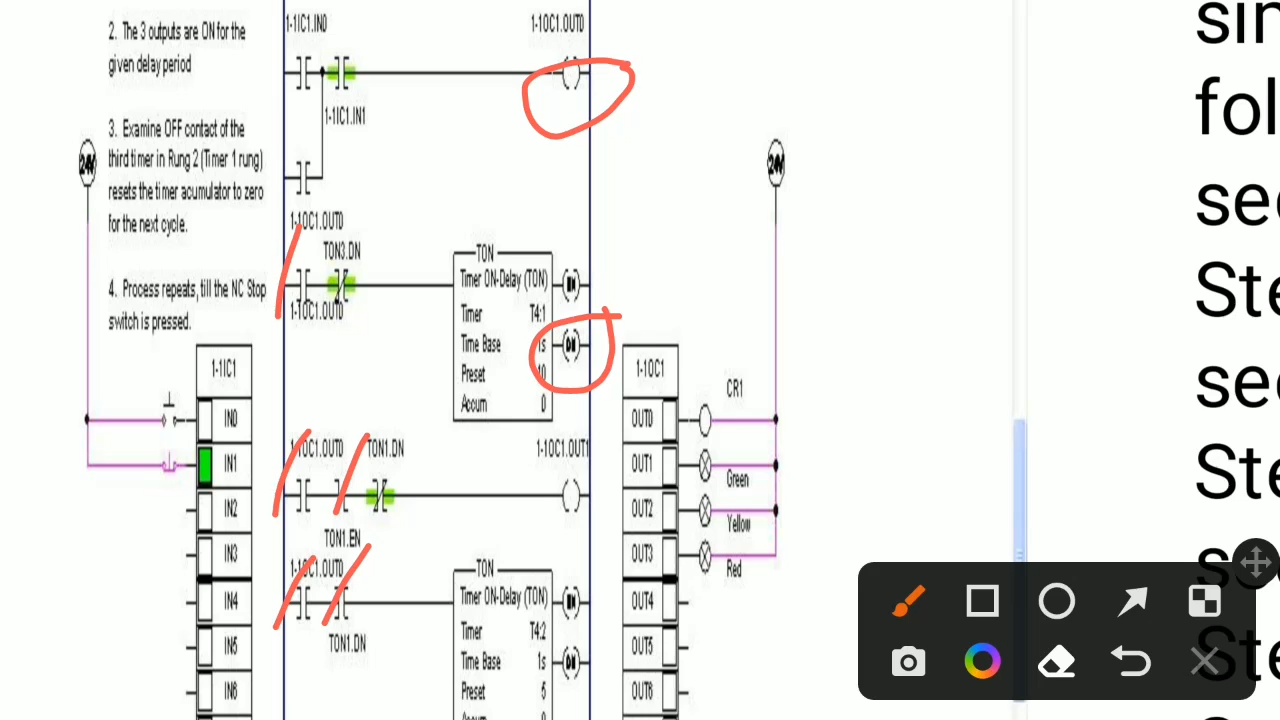 2. The 3 outputs are ON for the
given delay period
3. Examine OFF contact of the
third timer in Rung 2 (Timer 1 rung)
resets the timer acumulator to zero
for the next cycle.
4. Process repeats, till the NC Stop
switch is pressed.
24V
1-1IC1
IN0
IN1
IN2
IN3
IN4
IN5
IN6
1-1IC1.IN0
1-1OC1.OUT0
1-1IC1.IN1
1-1OC1.OUT0
TON3.DN
1-1OC1.OUT0
TON
Timer ON-Delay (TON)
Timer T4:1
Time Base 1s
Preset 10
Accum 0
EN
DN
1-1OC1.OUT0
TON1.DN
1-1OC1.OUT1
TON1.EN
1-1OC1.OUT0
TON1.DN
TON
Timer ON-Delay (TON)
Timer T4:2
Time Base 1s
Preset 5
EN
DN
1-1OC1
OUT0
OUT1
OUT2
OUT3
OUT4
OUT5
OUT6
24V
CR1
Green
Yellow
Red
sin
fol
sec
Ste
sec
Ste
Ste